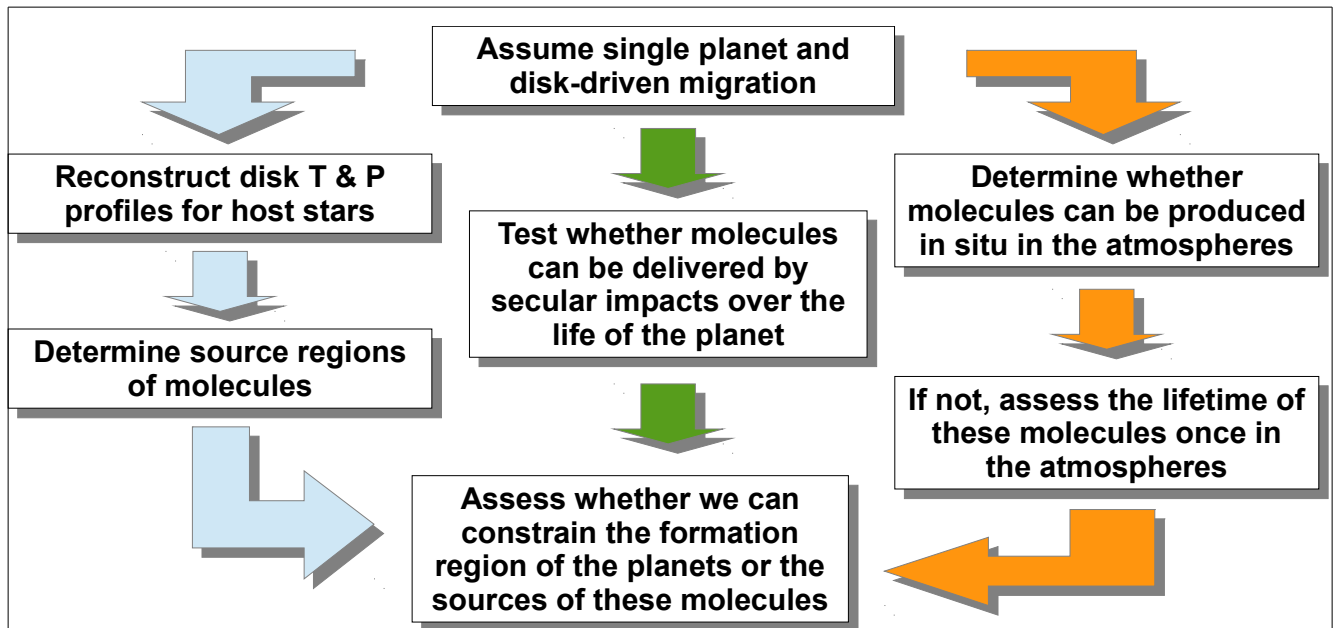 Assume single planet and
disk-driven migration
Reconstruct disk T & P
profiles for host stars
Determine source regions
of molecules
Test whether molecules
can be delivered by
secular impacts over the
life of the planet
Determine whether
molecules can be produced
in situ in the atmospheres
If not, assess the lifetime of
these molecules once in
the atmospheres
Assess whether we can
constrain the formation
region of the planets or the
sources of these molecules